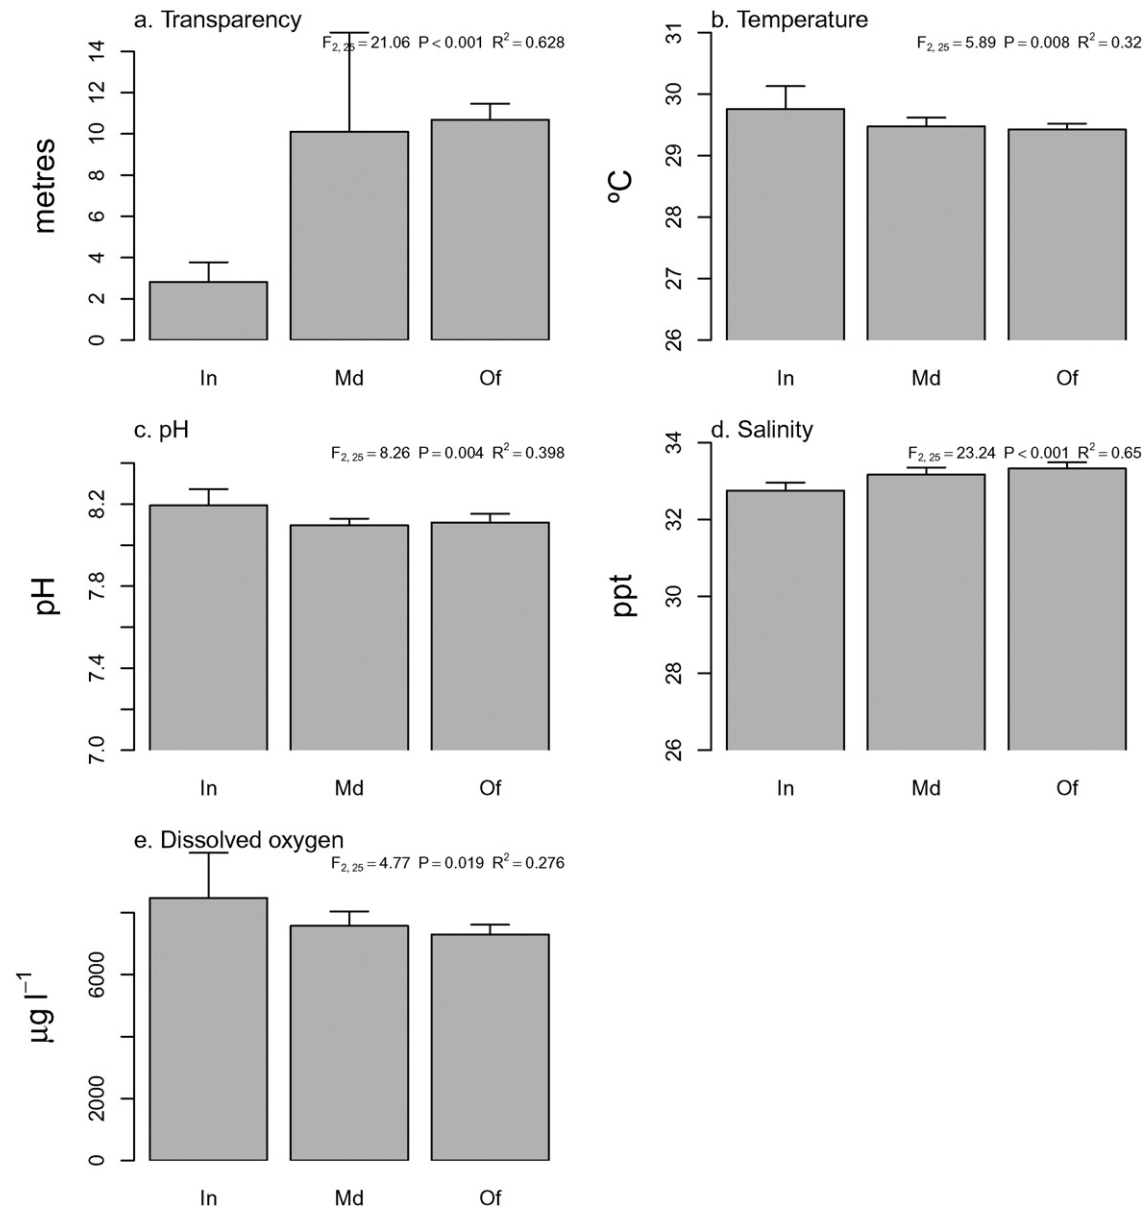 a. Transparency
F2, 25 = 21.06 P < 0.001 R2 = 0.628
metres
14
12
10
8
6
4
2
0
In Md Of
b. Temperature
F2, 25 = 5.89 P = 0.008 R2 = 0.32
ºC
31
30
29
28
27
26
In Md Of
c. pH
F2, 25 = 8.26 P = 0.004 R2 = 0.398
pH
8.2
7.8
7.4
7.0
In Md Of
d. Salinity
F2, 25 = 23.24 P < 0.001 R2 = 0.65
ppt
34
32
30
28
26
In Md Of
e. Dissolved oxygen
F2, 25 = 4.77 P = 0.019 R2 = 0.276
µg l−1
6000
2000
0
In Md Of